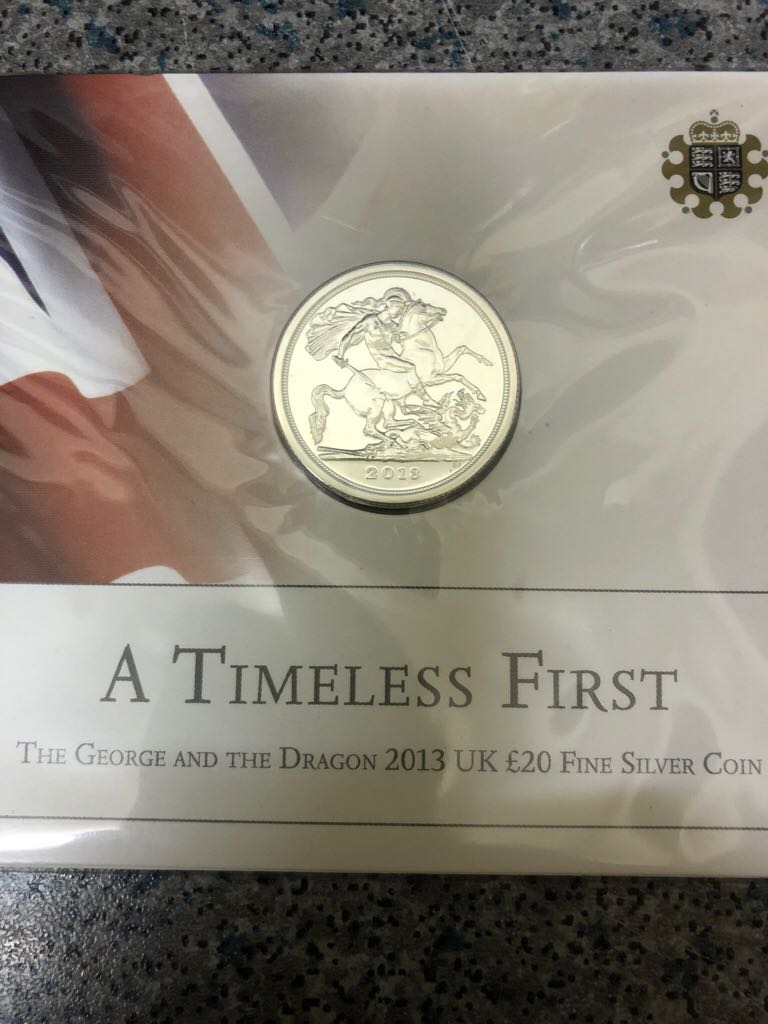 2013
A TIMELESS FIRST
THE GEORGE AND THE DRAGON 2013 UK £20 FINE SILVER COIN